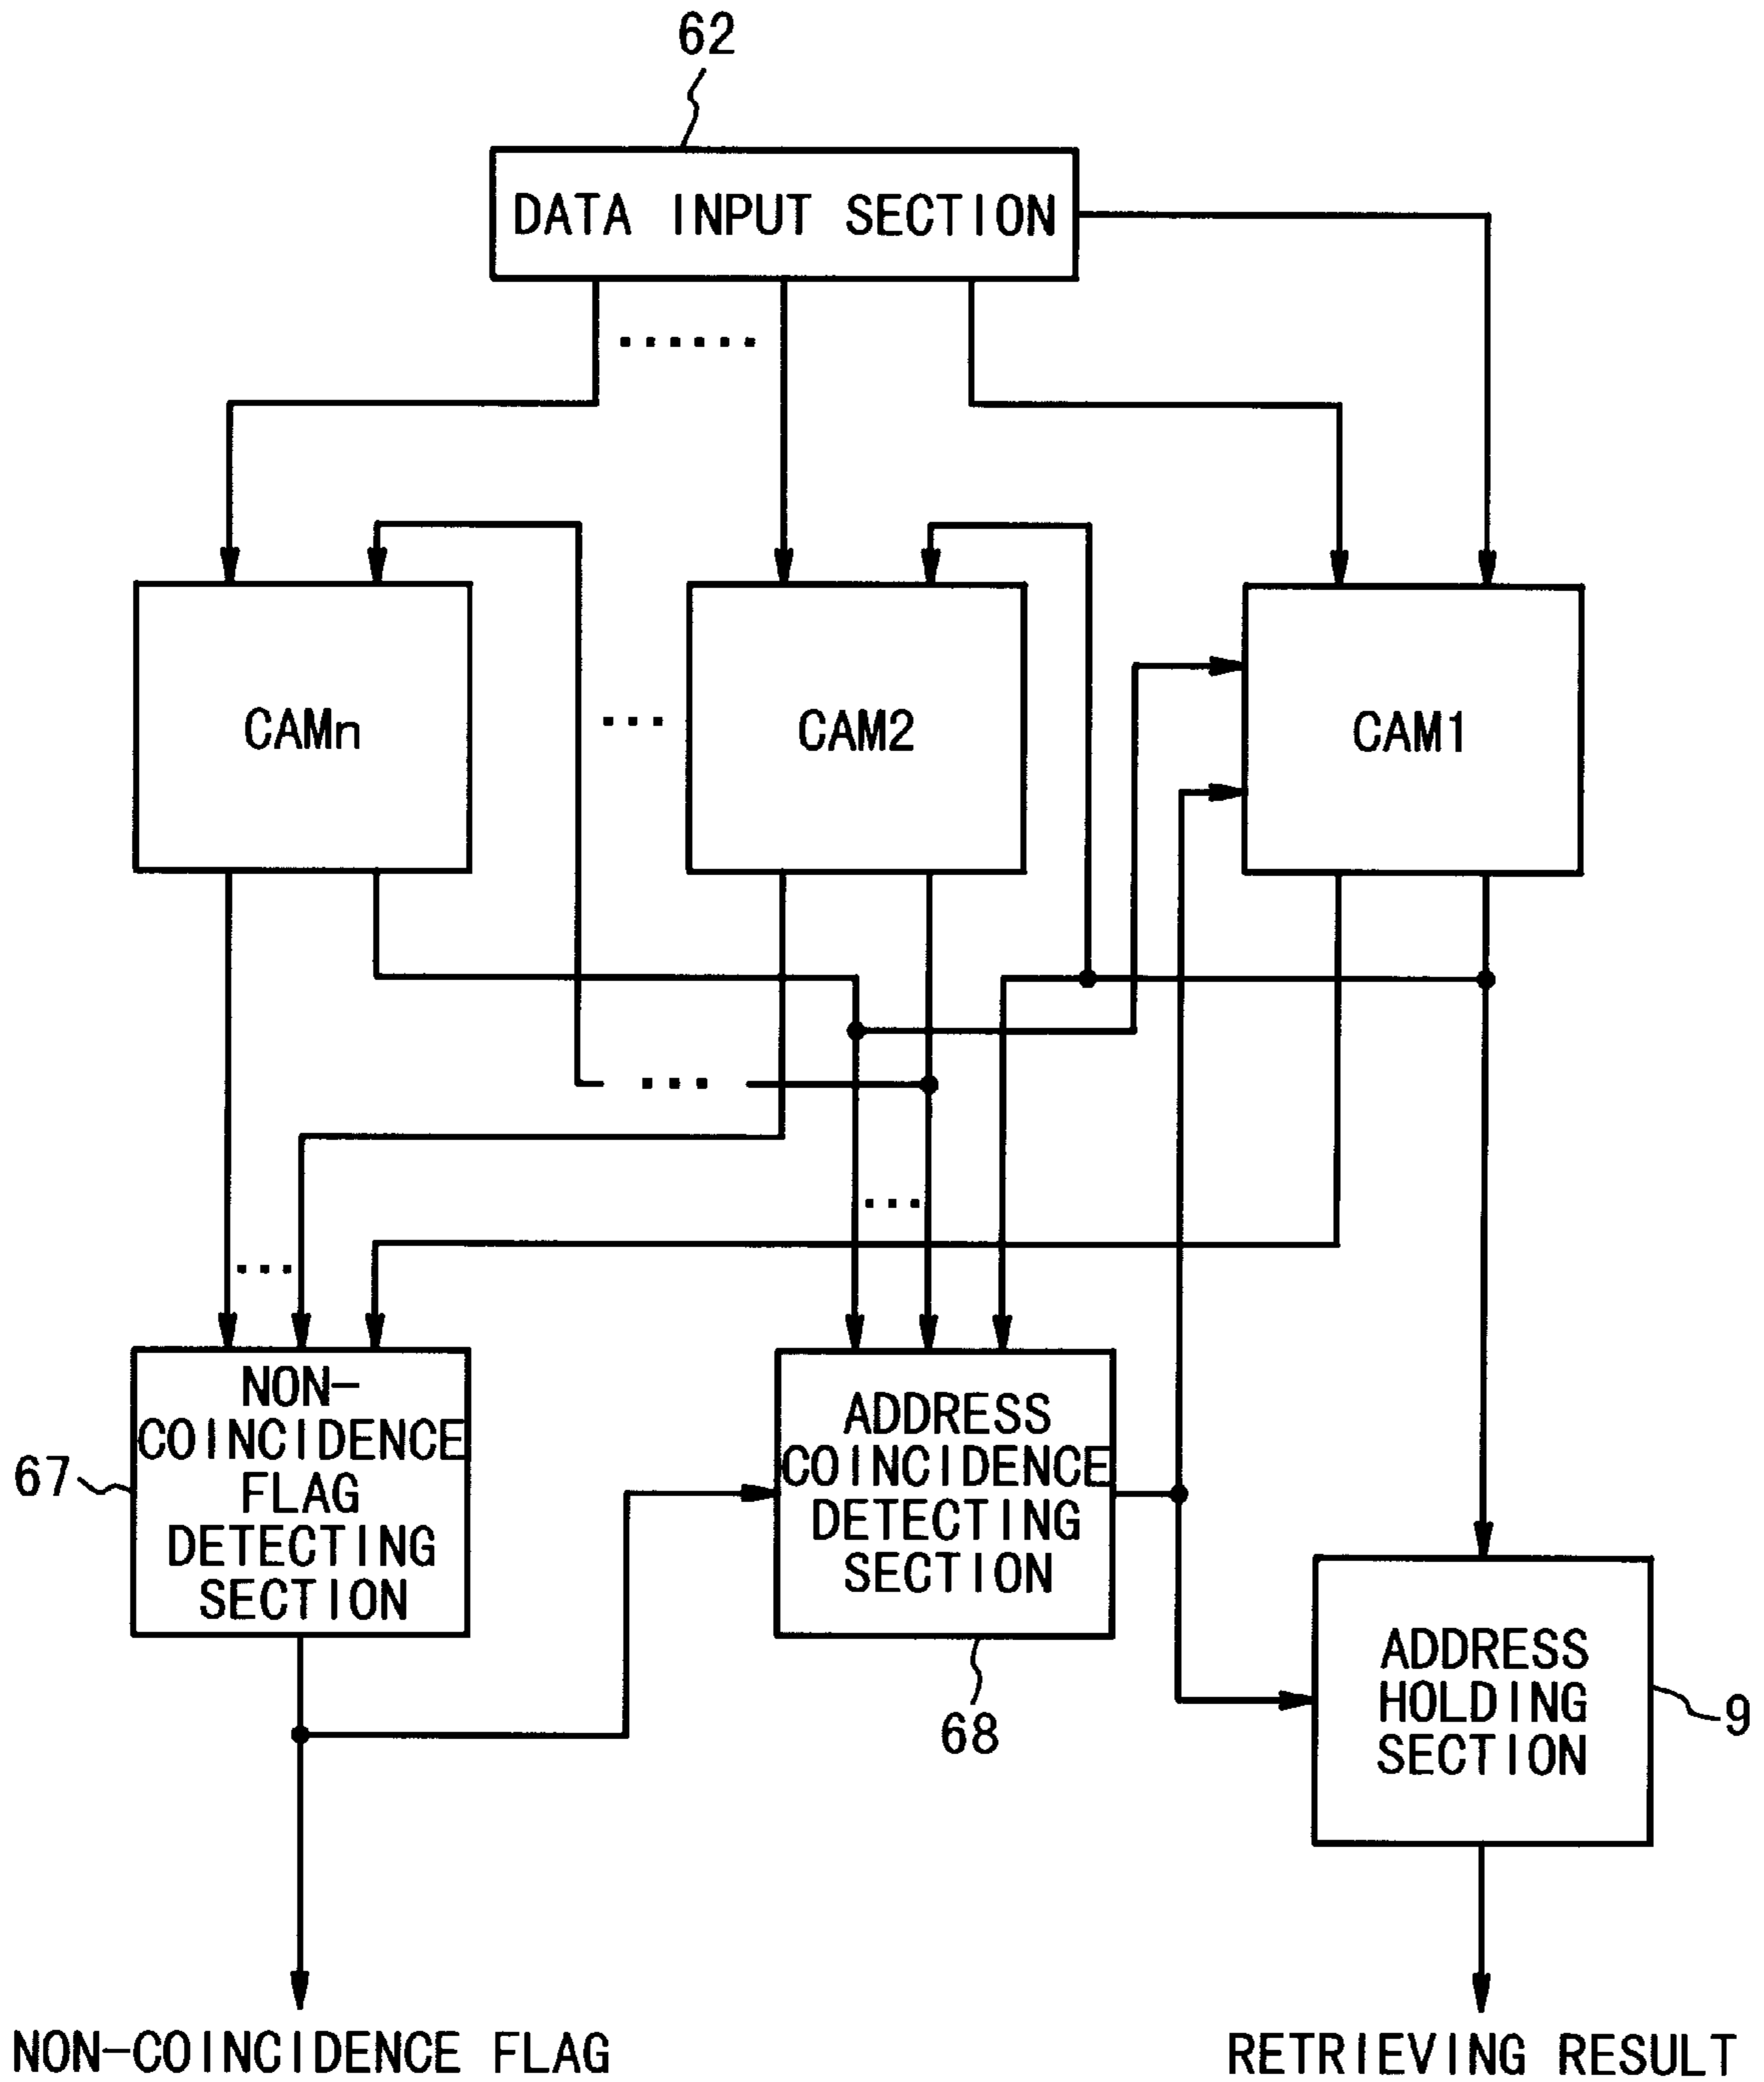 62
DATA INPUT SECTION
CAMn
CAM2
CAM1
NON-
COINCIDENCE
FLAG
DETECTING
SECTION
67
ADDRESS
COINCIDENCE
DETECTING
SECTION
68
ADDRESS
HOLDING
SECTION
9
NON-COINCIDENCE FLAG
RETRIEVING RESULT